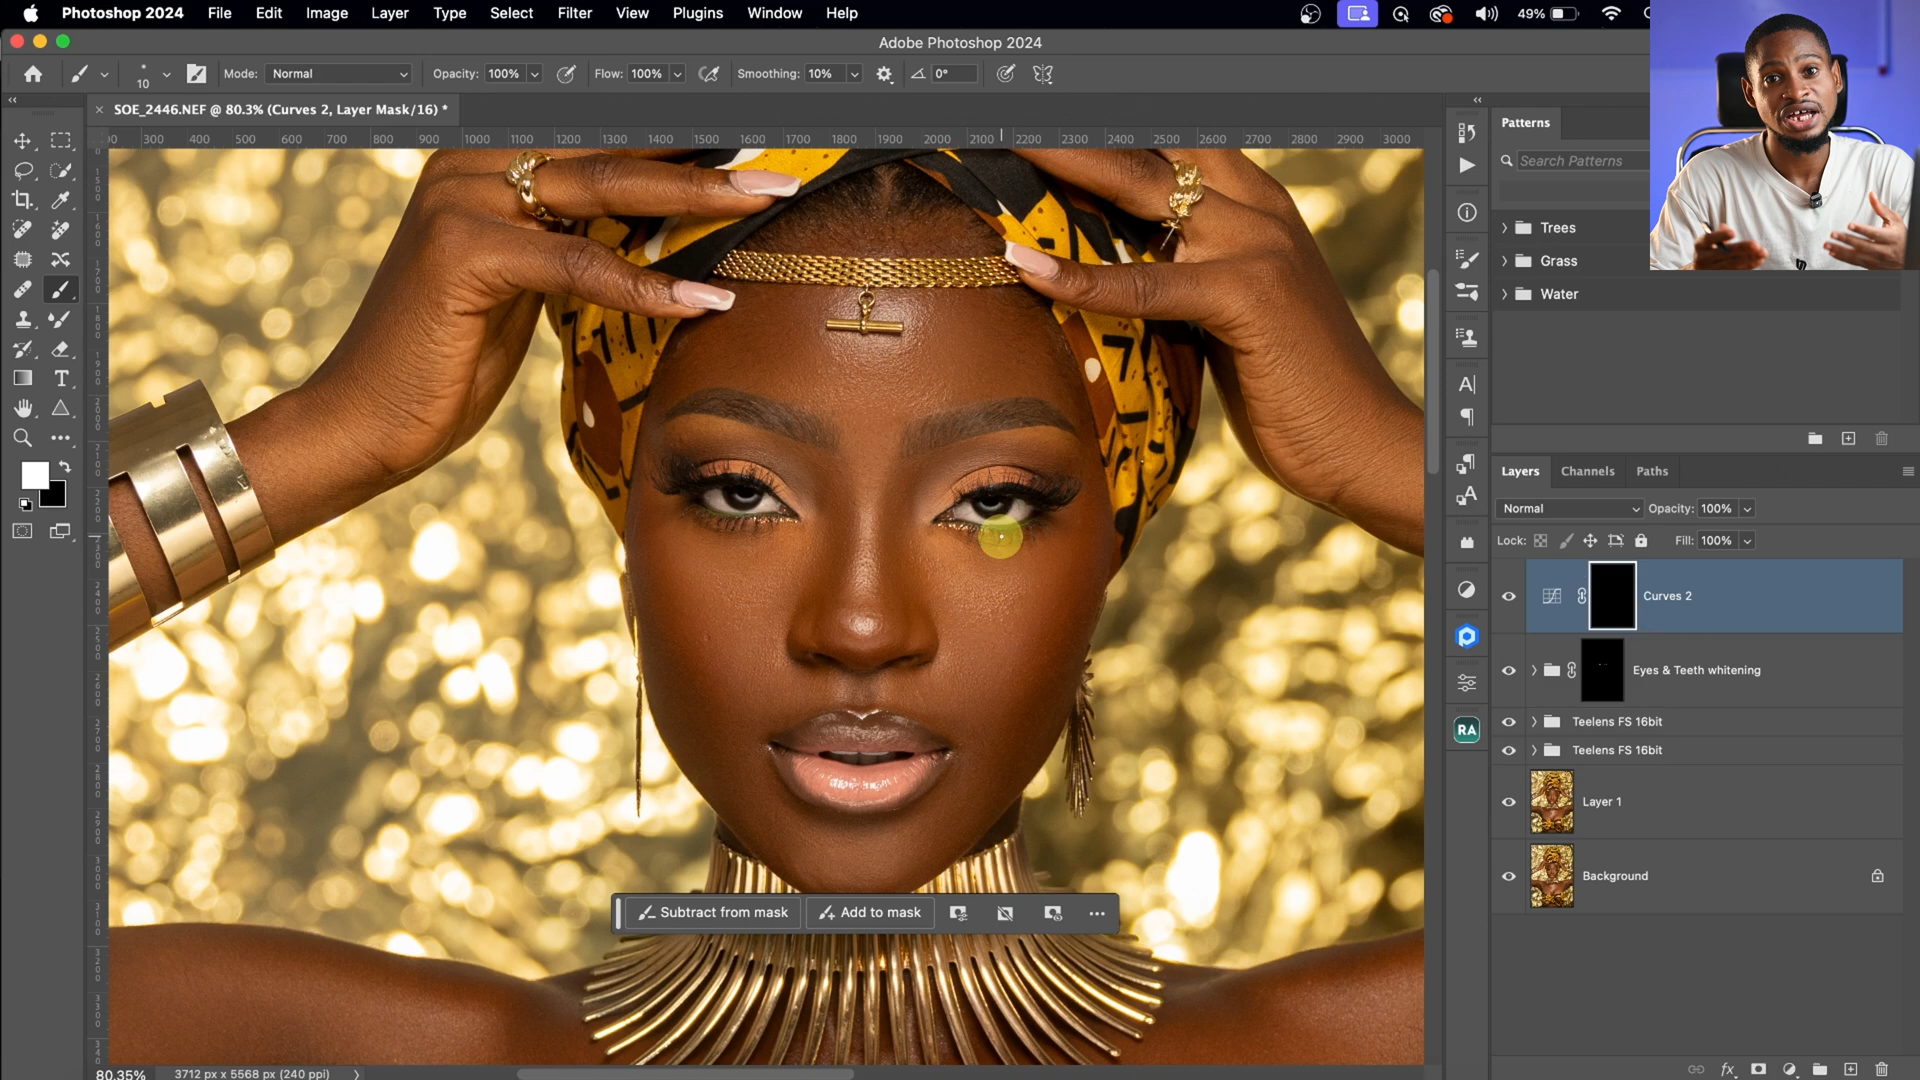 Photoshop 2024 File Edit Image Layer Type Select Filter View Plugins Window Help 49%
Adobe Photoshop 2024
10 Mode: Normal Opacity: 100% Flow: 100% Smoothing: 10% 0°
SOE_2446.NEF @ 80.3% (Curves 2, Layer Mask/16) *
300 400 500 600 700 800 900 1000 1100 1200 1300 1400 1500 1600 1700 1800 1900 2000 2100 2200 2300 2400 2500 2600 2700 2800 2900 3000
Patterns
Search Patterns
Trees
Grass
Water
Layers Channels Paths
Normal Opacity: 100%
Lock: Fill: 100%
Curves 2
Eyes & Teeth whitening
Teelens FS 16bit
Teelens FS 16bit
Layer 1
Background
RA
Subtract from mask Add to mask
80.35% 3712 px x 5568 px (240 ppi)
fx